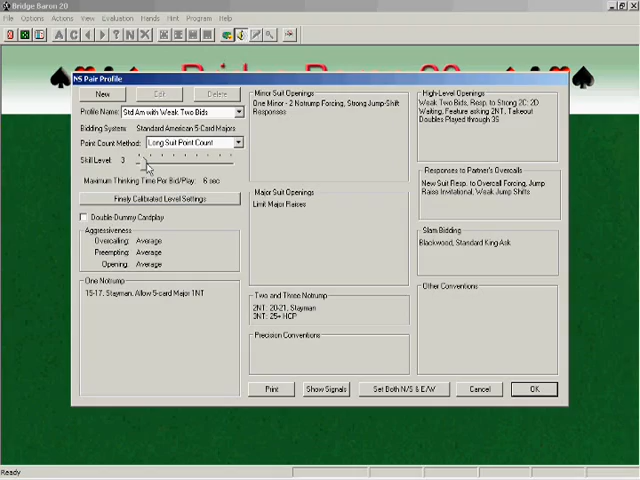 Bridge Baron 20
File Options Actions View Evaluation Hands Hint Program Help
A C ? N X
NS Pair Profile
New Edit Delete
Profile Name: Std Am with Weak Two Bids
Bidding System: Standard American 5-Card Majors
Point Count Method: Long Suit Point Count
Skill Level: 3
Maximum Thinking Time Per Bid/Play: 6 sec
Finely Calibrated Level Settings
Double-Dummy Cardplay
Aggressiveness
Overcalling: Average
Preempting: Average
Opening: Average
One Notrump
15-17, Stayman, Allow 5-card Major 1NT
Minor Suit Openings
One Minor - 2 Notrump Forcing, Strong Jump-Shift
Responses
Major Suit Openings
Limit Major Raises
Two and Three Notrump
2NT: 20-21, Stayman
3NT: 25+ HCP
Precision Conventions
High-Level Openings
Weak Two Bids, Resp. to Strong 2C: 2D
Waiting, Feature asking 2NT, Takeout
Doubles Played through 3S
Responses to Partner's Overcalls
New Suit Resp. to Overcall Forcing, Jump
Raise Invitational, Weak Jump Shifts
Slam Bidding
Blackwood, Standard King-Ask
Other Conventions
Print Show Signals Set Both N/S & E/W Cancel OK
Ready